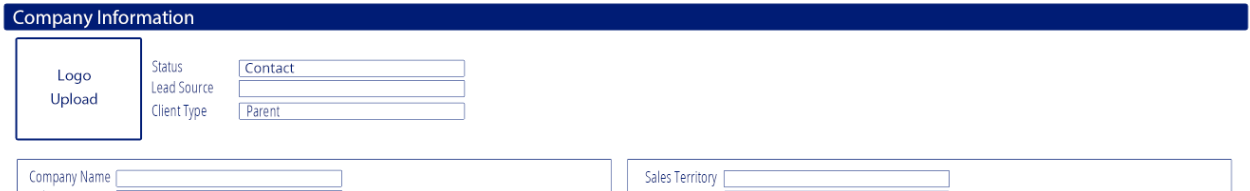 Company Information
Logo
Upload
Status Contact
Lead Source
Client Type Parent
Company Name
Sales Territory